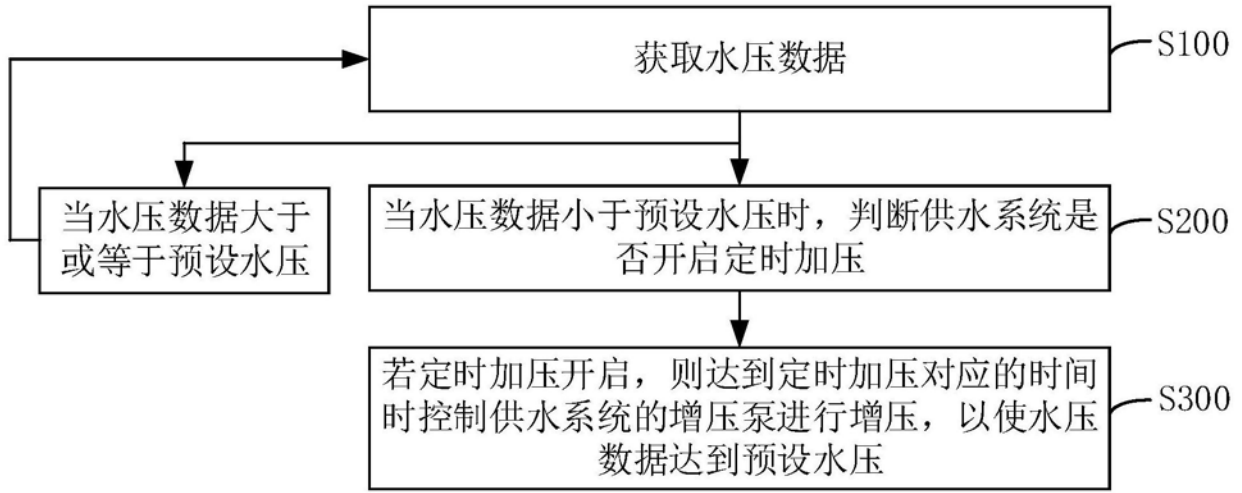 获取水压数据
S100
当水压数据大于
或等于预设水压
当水压数据小于预设水压时，判断供水系统是
否开启定时加压
S200
若定时加压开启，则达到定时加压对应的时间
时控制供水系统的增压泵进行增压，以使水压
数据达到预设水压
S300